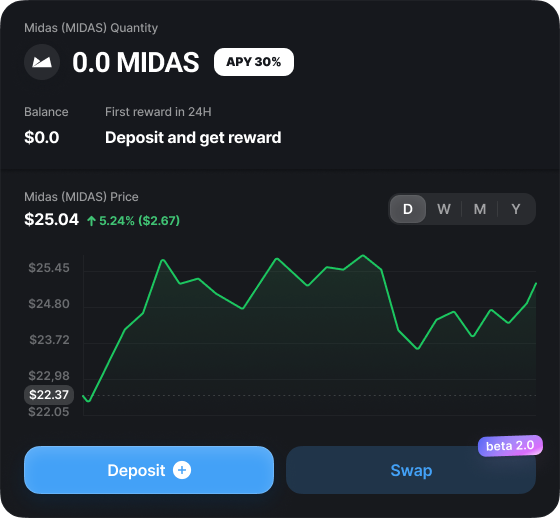 Midas (MIDAS) Quantity
0.0 MIDAS APY 30%
Balance First reward in 24H
$0.0 Deposit and get reward
Midas (MIDAS) Price
$25.04 5.24% ($2.67) D W M Y
$25.45
$24.80
$23.72
$22,98
$22.37
$22.05
beta 2.0
Deposit Swap